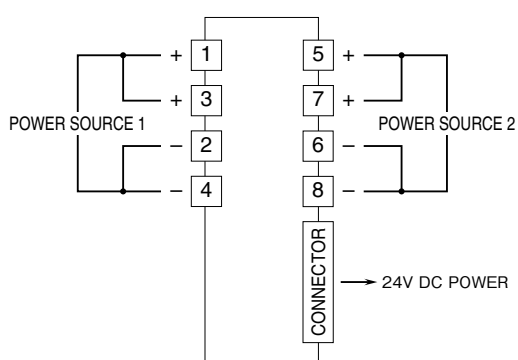 + 1
+ 3
POWER SOURCE 1
− 2
− 4
5 +
7 +
POWER SOURCE 2
6 −
8 −
CONNECTOR
24V DC POWER